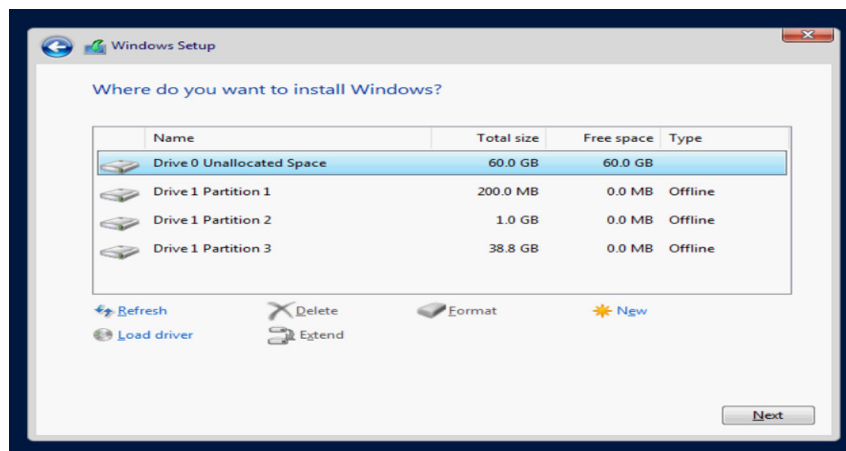 Windows Setup
Where do you want to install Windows?
Name Total size Free space Type
Drive 0 Unallocated Space 60.0 GB 60.0 GB
Drive 1 Partition 1 200.0 MB 0.0 MB Offline
Drive 1 Partition 2 1.0 GB 0.0 MB Offline
Drive 1 Partition 3 38.8 GB 0.0 MB Offline
Refresh Delete Format New
Load driver Extend
Next